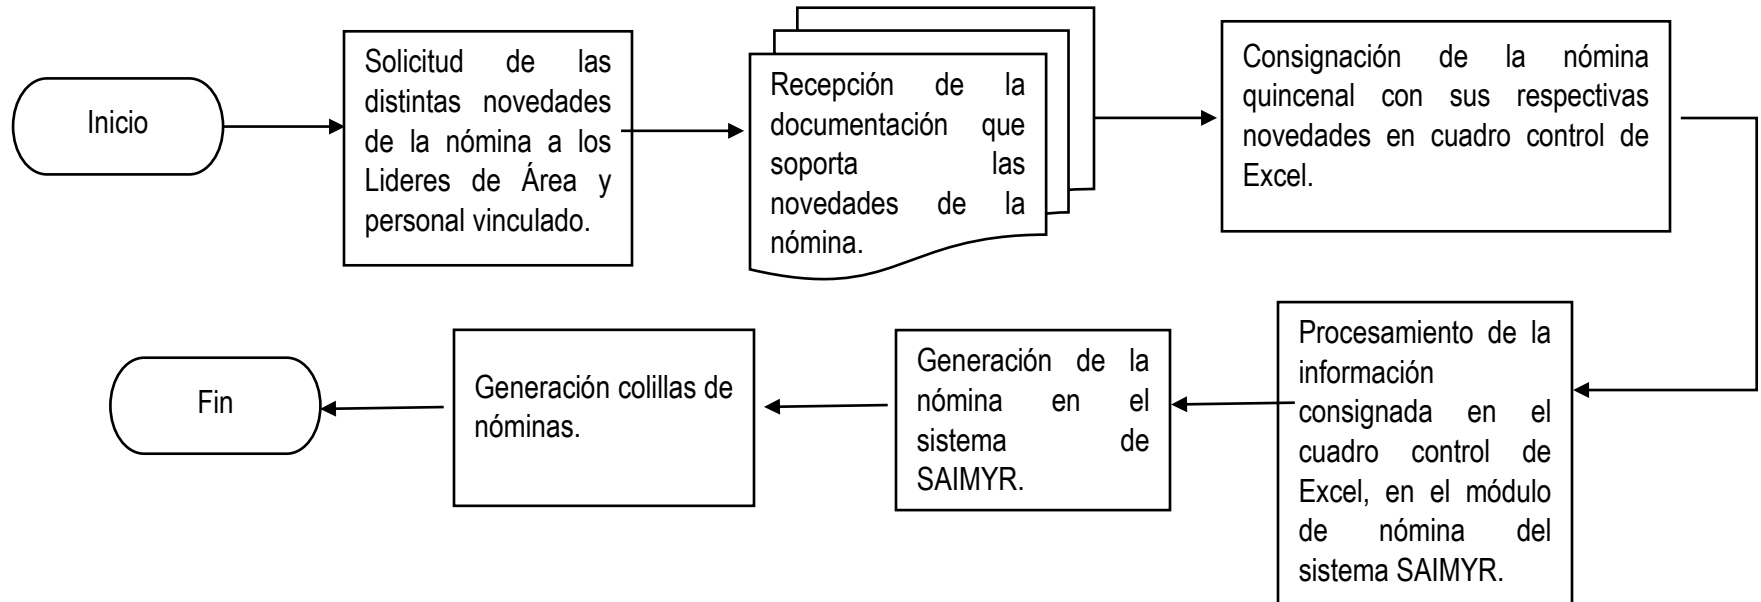 Inicio
Solicitud de las
distintas novedades
de la nómina a los
Lideres de Área y
personal vinculado.
Recepción de la
documentación que
soporta las
novedades de la
nómina.
Consignación de la nómina
quincenal con sus respectivas
novedades en cuadro control de
Excel.
Procesamiento de la
información
consignada en el
cuadro control de
Excel, en el módulo
de nómina del
sistema SAIMYR.
Generación de la
nómina en el
sistema de
SAIMYR.
Generación colillas de
nóminas.
Fin